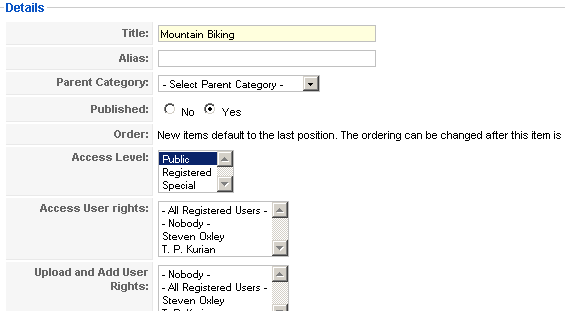 Details
Title: Mountain Biking
Alias:
Parent Category: - Select Parent Category -
Published: No Yes
Order: New items default to the last position. The ordering can be changed after this item is
Access Level: Public
Registered
Special
Access User rights: - All Registered Users -
- Nobody -
Steven Oxley
T. P. Kurian
Upload and Add User Rights: - Nobody -
- All Registered Users -
Steven Oxley
T. P. Kurian